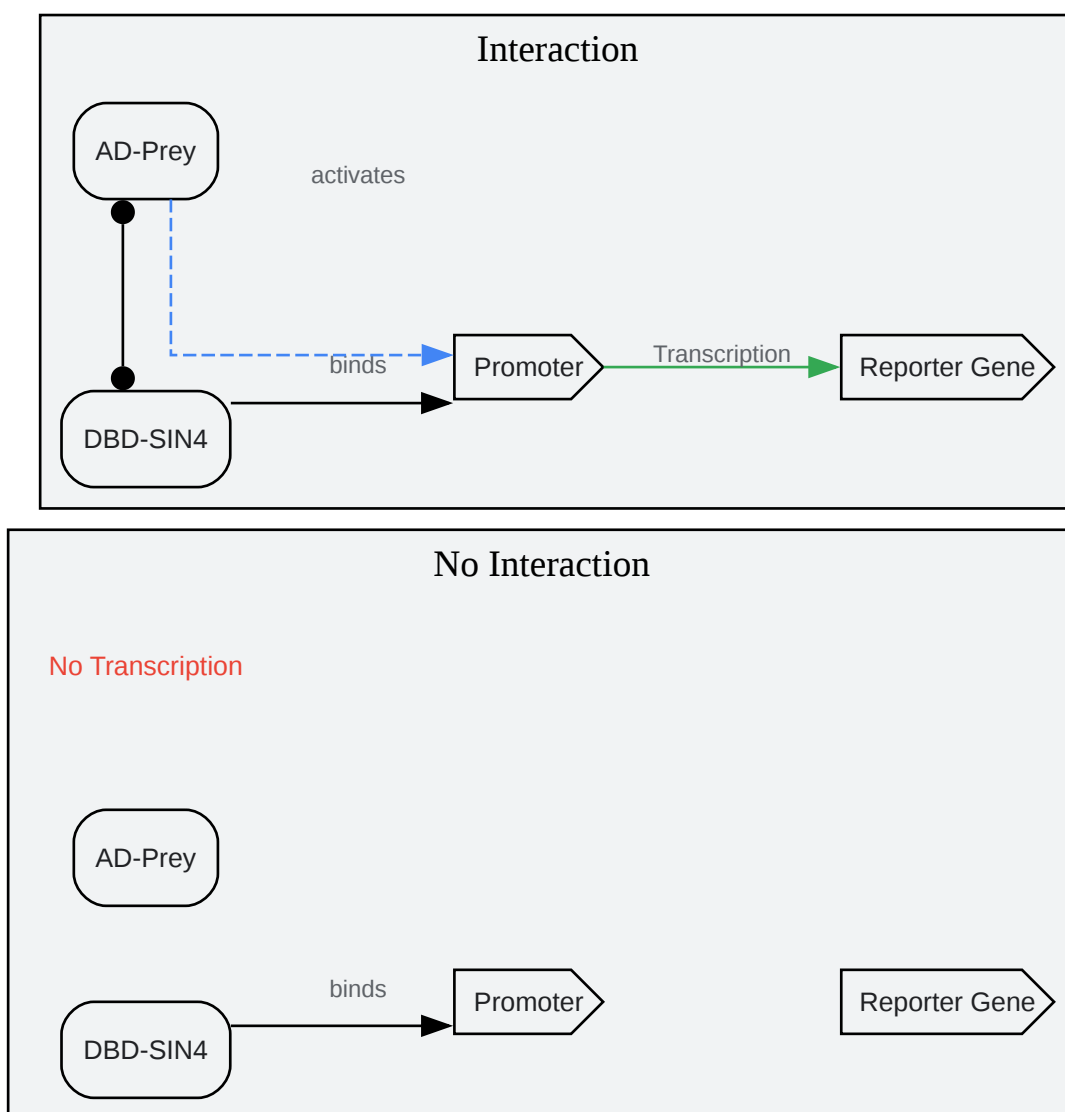 Interaction
AD-Prey
activates
binds
Promoter
Transcription
Reporter Gene
DBD-SIN4
No Interaction
No Transcription
AD-Prey
binds
Promoter
Reporter Gene
DBD-SIN4